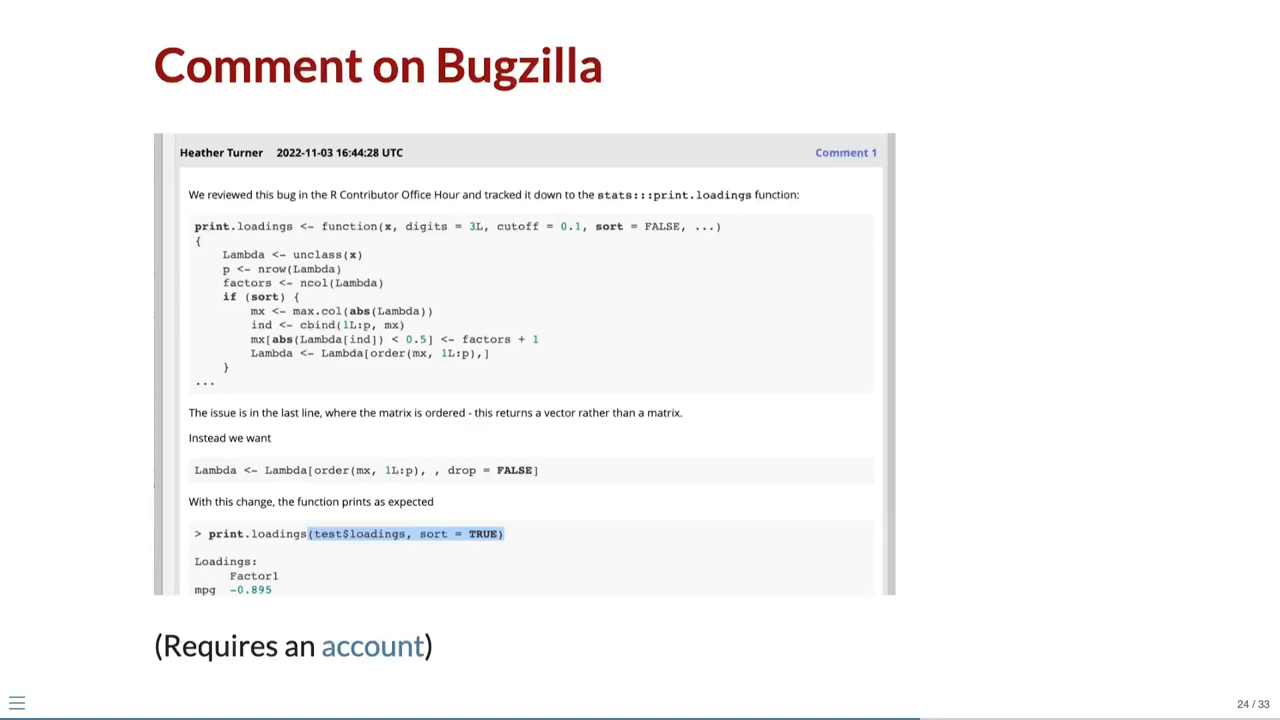 Comment on Bugzilla
Heather Turner 2022-11-03 16:44:28 UTC
Comment 1
We reviewed this bug in the R Contributor Office Hour and tracked it down to the stats:::print.loadings function:
print.loadings <- function(x, digits = 3L, cutoff = 0.1, sort = FALSE, ...)
{
    Lambda <- unclass(x)
    p <- nrow(Lambda)
    factors <- ncol(Lambda)
    if (sort) {
        mx <- max.col(abs(Lambda))
        ind <- cbind(1L:p, mx)
        mx[abs(Lambda[ind]) < 0.5] <- factors + 1
        Lambda <- Lambda[order(mx, 1L:p),]
    }
...
The issue is in the last line, where the matrix is ordered - this returns a vector rather than a matrix.
Instead we want
Lambda <- Lambda[order(mx, 1L:p), , drop = FALSE]
With this change, the function prints as expected
> print.loadings(test$loadings, sort = TRUE)
Loadings:
     Factor1
mpg  -0.895
(Requires an account)
24 / 33